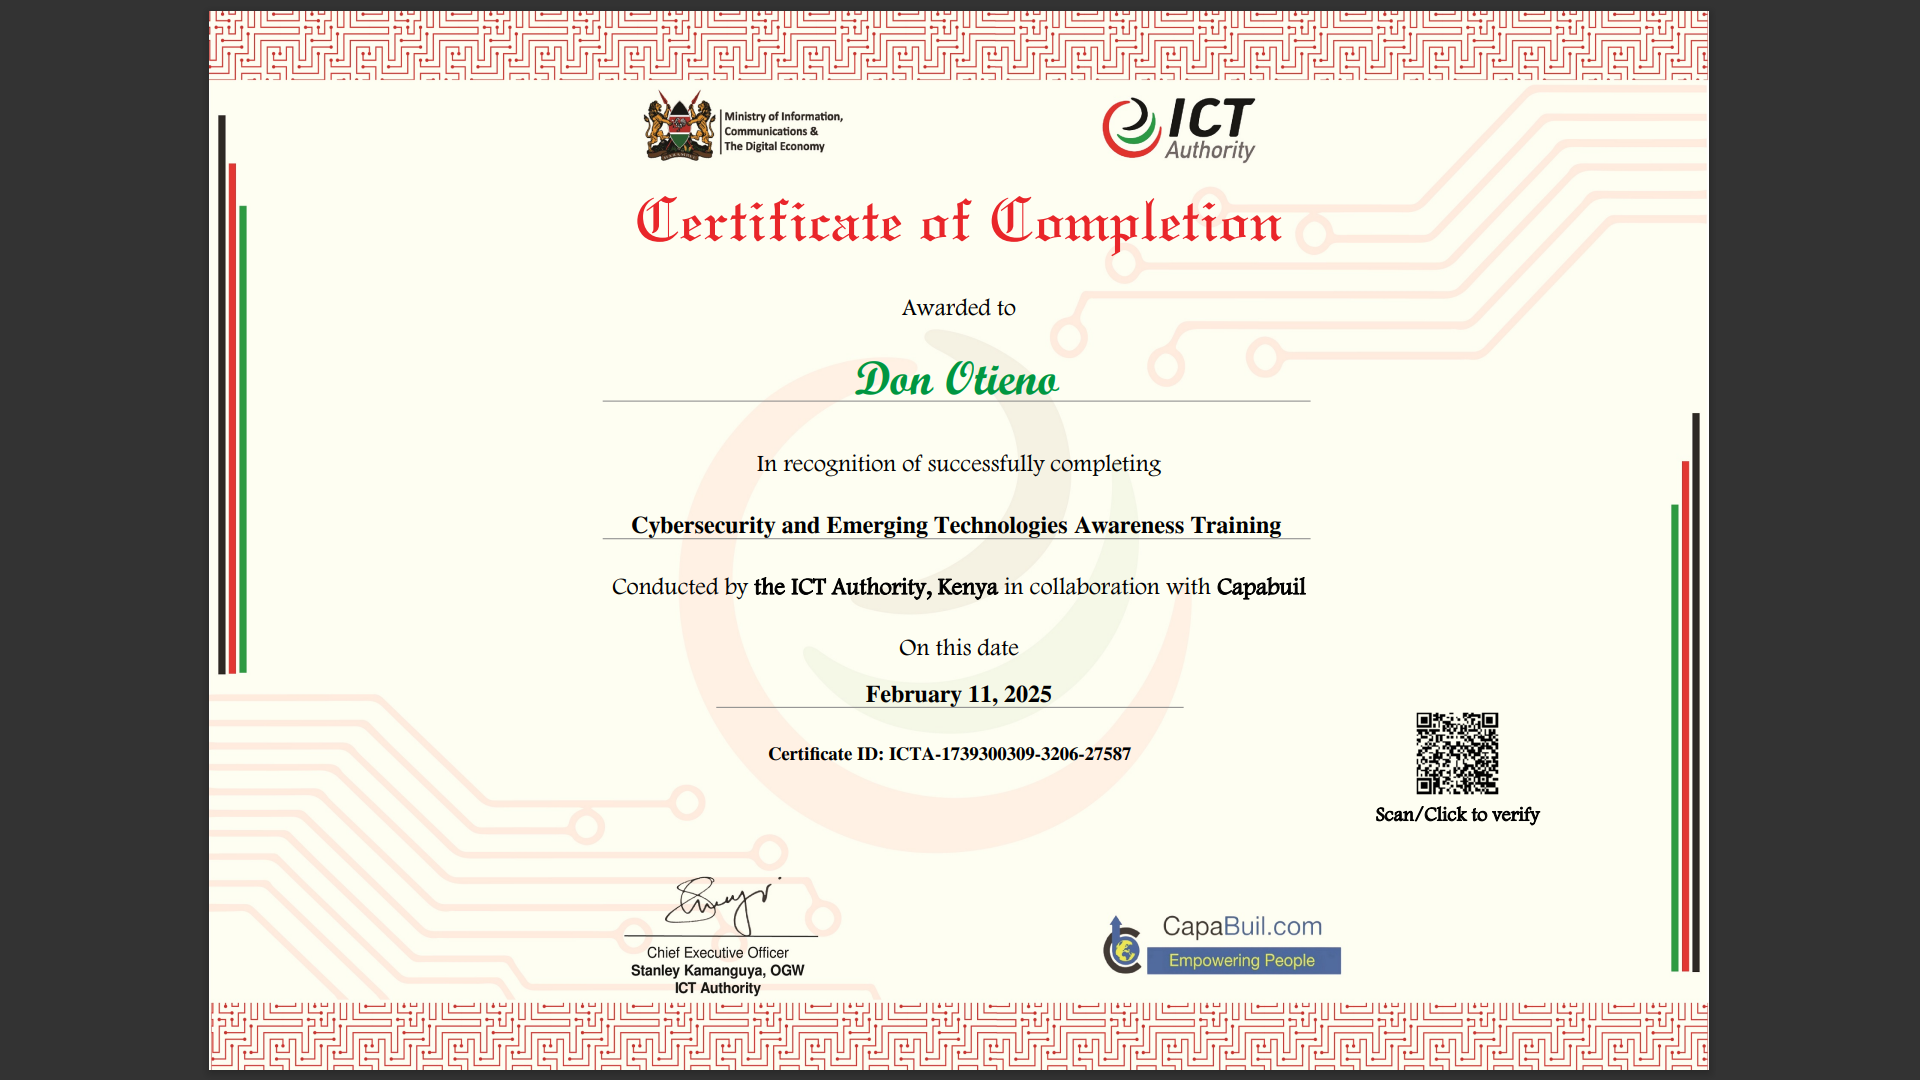 Ministry of Information,
Communications &
The Digital Economy
ICT
Authority
Certificate of Completion
Awarded to
Don Otieno
In recognition of successfully completing
Cybersecurity and Emerging Technologies Awareness Training
Conducted by the ICT Authority, Kenya in collaboration with Capabuil
On this date
February 11, 2025
Certificate ID: ICTA-1739300309-3206-27587
Scan/Click to verify
Chief Executive Officer
Stanley Kamanguya, OGW
ICT Authority
CapaBuil.com
Empowering People